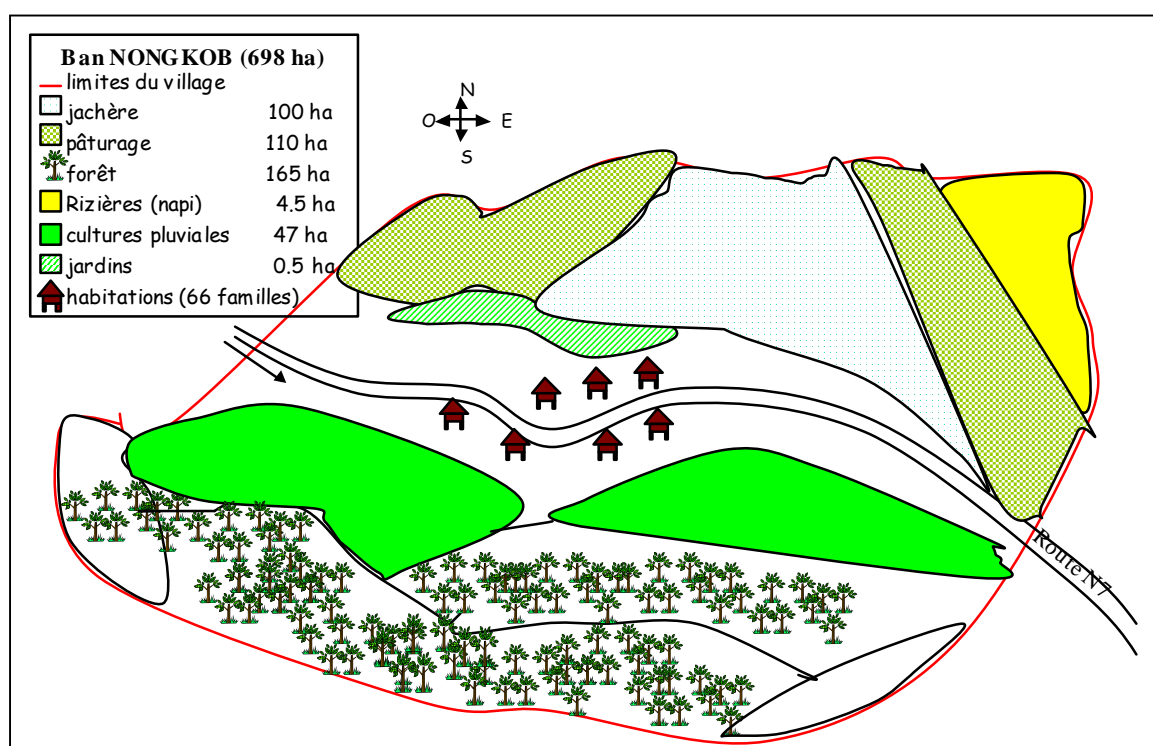 Ban NONGKOB (698 ha)
limites du village
jachère 100 ha
pâturage 110 ha
forêt 165 ha
Rizières (napi) 4.5 ha
cultures pluviales 47 ha
jardins 0.5 ha
habitations (66 familles)
N
O E
S
Route N7